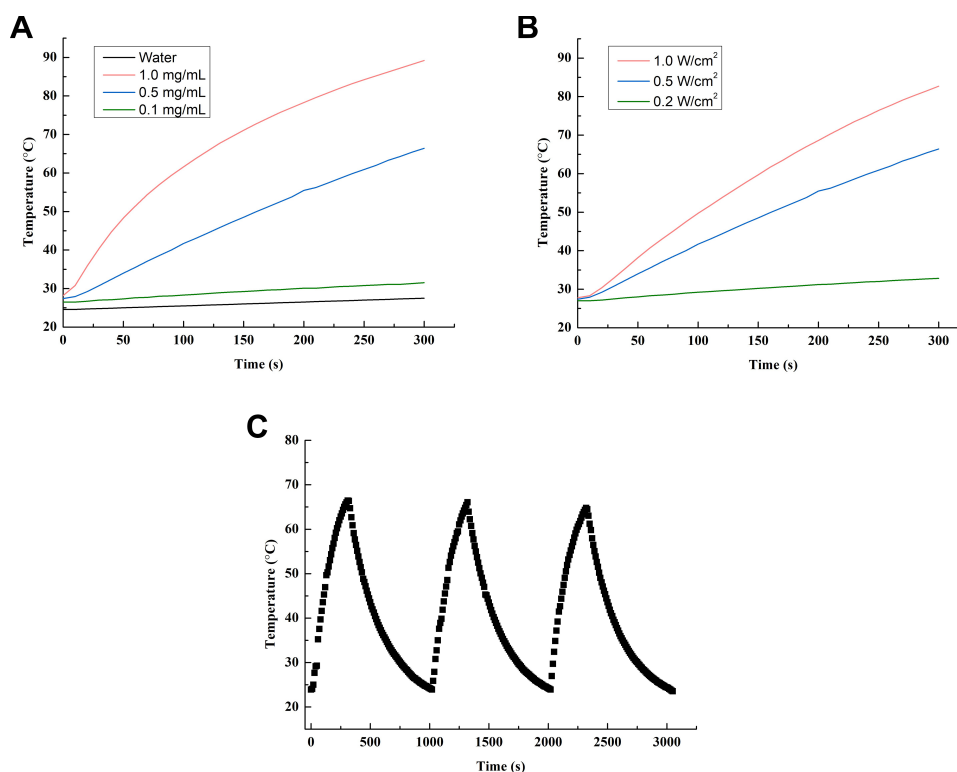 A
Water
1.0 mg/mL
0.5 mg/mL
0.1 mg/mL
Temperature (°C)
90
80
70
60
50
40
30
20
0 50 100 150 200 250 300
Time (s)
B
1.0 W/cm²
0.5 W/cm²
0.2 W/cm²
Temperature (°C)
90
80
70
60
50
40
30
20
0 50 100 150 200 250 300
Time (s)
C
Temperature (°C)
80
70
60
50
40
30
20
0 500 1000 1500 2000 2500 3000
Time (s)